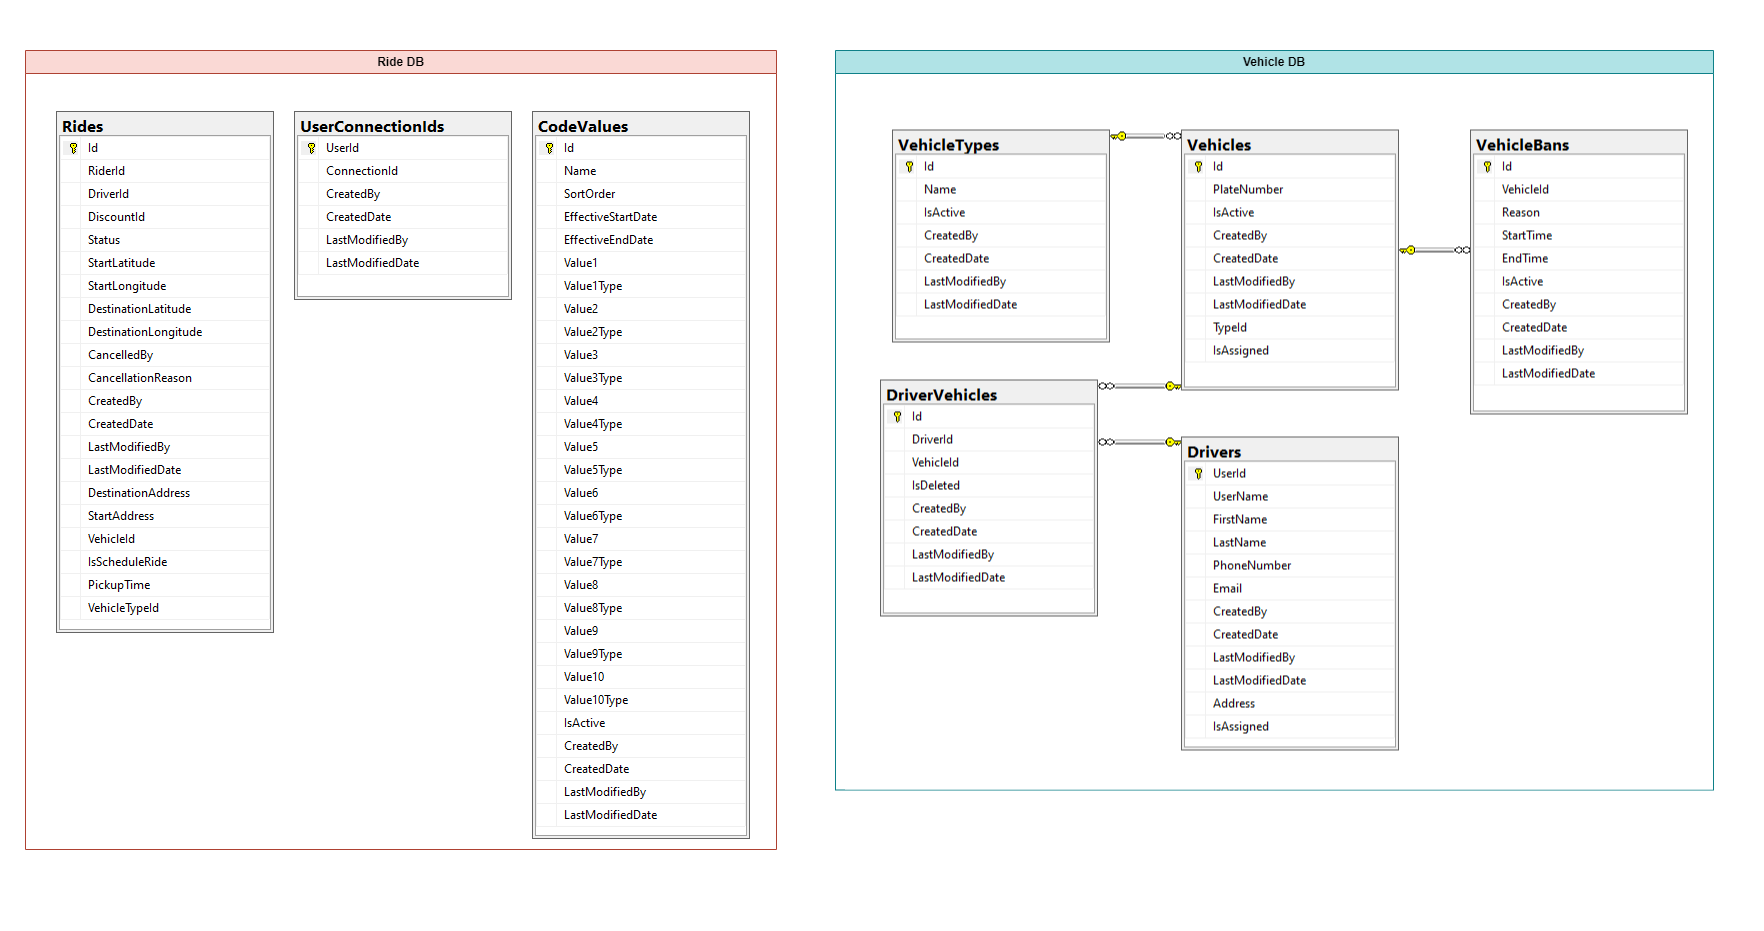 Ride DB
Rides
Id
RiderId
DriverId
DiscountId
Status
StartLatitude
StartLongitude
DestinationLatitude
DestinationLongitude
CancelledBy
CancellationReason
CreatedBy
CreatedDate
LastModifiedBy
LastModifiedDate
DestinationAddress
StartAddress
VehicleId
IsScheduleRide
PickupTime
VehicleTypeId
UserConnectionIds
UserId
ConnectionId
CreatedBy
CreatedDate
LastModifiedBy
LastModifiedDate
CodeValues
Id
Name
SortOrder
EffectiveStartDate
EffectiveEndDate
Value1
Value1Type
Value2
Value2Type
Value3
Value3Type
Value4
Value4Type
Value5
Value5Type
Value6
Value6Type
Value7
Value7Type
Value8
Value8Type
Value9
Value9Type
Value10
Value10Type
IsActive
CreatedBy
CreatedDate
LastModifiedBy
LastModifiedDate
Vehicle DB
VehicleTypes
Id
Name
IsActive
CreatedBy
CreatedDate
LastModifiedBy
LastModifiedDate
Vehicles
Id
PlateNumber
IsActive
CreatedBy
CreatedDate
LastModifiedBy
LastModifiedDate
TypeId
IsAssigned
VehicleBans
Id
VehicleId
Reason
StartTime
EndTime
IsActive
CreatedBy
CreatedDate
LastModifiedBy
LastModifiedDate
DriverVehicles
Id
DriverId
VehicleId
IsDeleted
CreatedBy
CreatedDate
LastModifiedBy
LastModifiedDate
Drivers
UserId
UserName
FirstName
LastName
PhoneNumber
Email
CreatedBy
CreatedDate
LastModifiedBy
LastModifiedDate
Address
IsAssigned